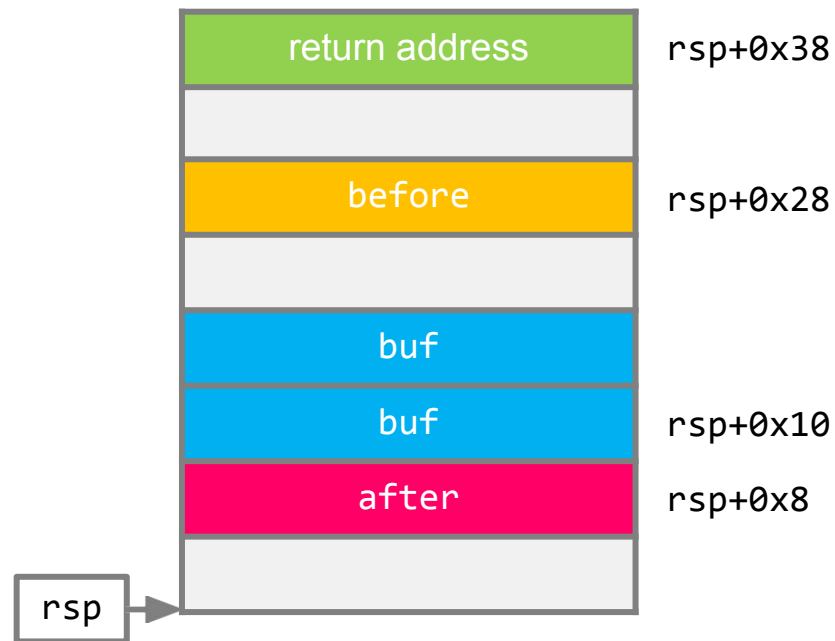 return address rsp+0x38
before rsp+0x28
buf
buf rsp+0x10
after rsp+0x8
rsp